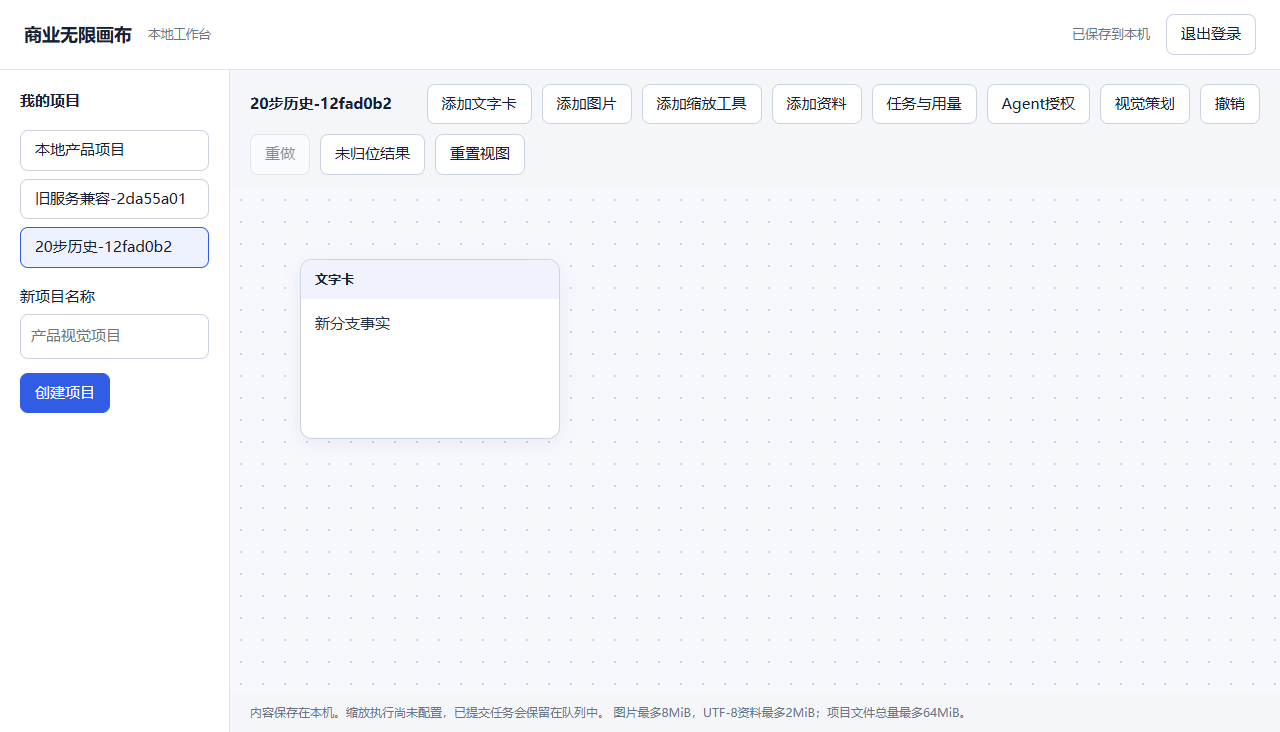 商业无限画布 本地工作台 已保存到本机 退出登录
我的项目
本地产品项目
旧服务兼容-2da55a01
20步历史-12fad0b2
新项目名称
产品视觉项目
创建项目
20步历史-12fad0b2 添加文字卡 添加图片 添加缩放工具 添加资料 任务与用量 Agent授权 视觉策划 撤销
重做 未归位结果 重置视图
文字卡
新分支事实
内容保存在本机。缩放执行尚未配置，已提交任务会保留在队列中。 图片最多8MiB，UTF-8资料最多2MiB；项目文件总量最多64MiB。